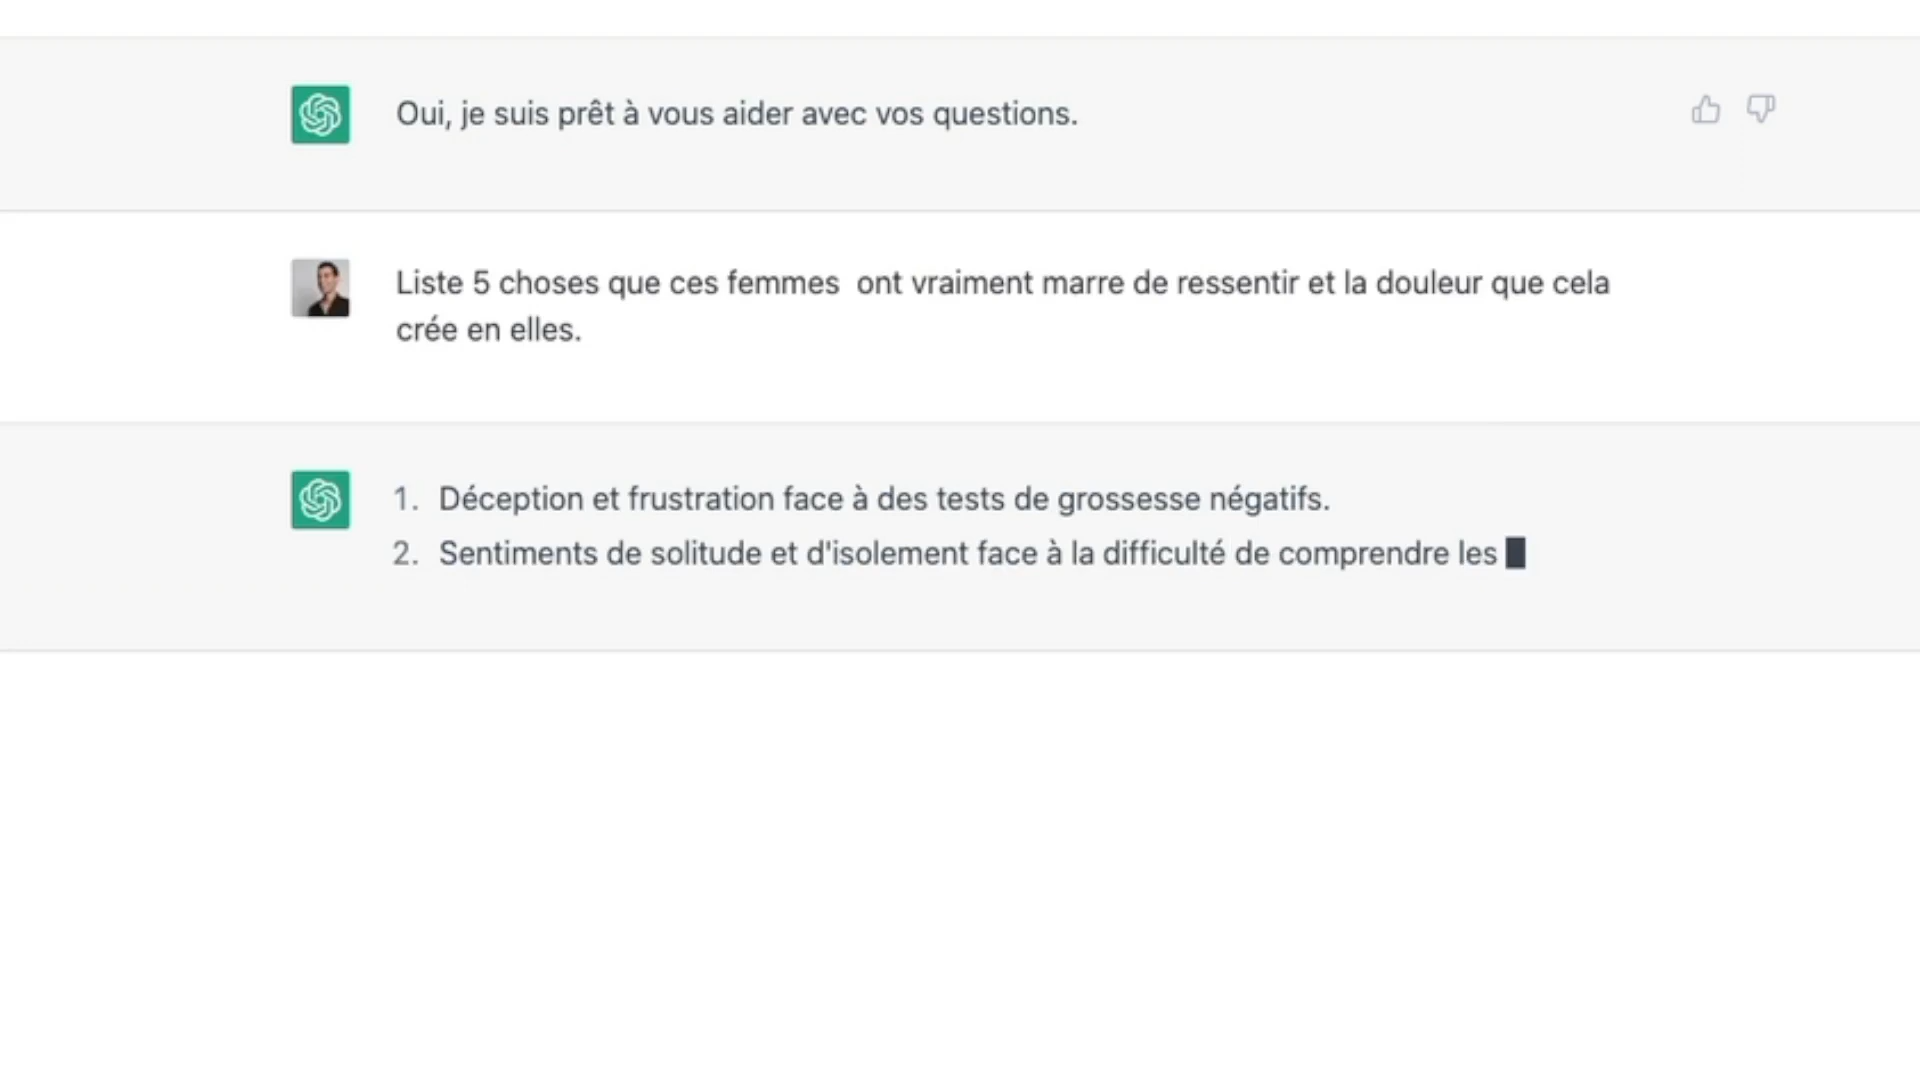 Oui, je suis prêt à vous aider avec vos questions.
Liste 5 choses que ces femmes  ont vraiment marre de ressentir et la douleur que cela
crée en elles.
1. Déception et frustration face à des tests de grossesse négatifs.
2. Sentiments de solitude et d'isolement face à la difficulté de comprendre les